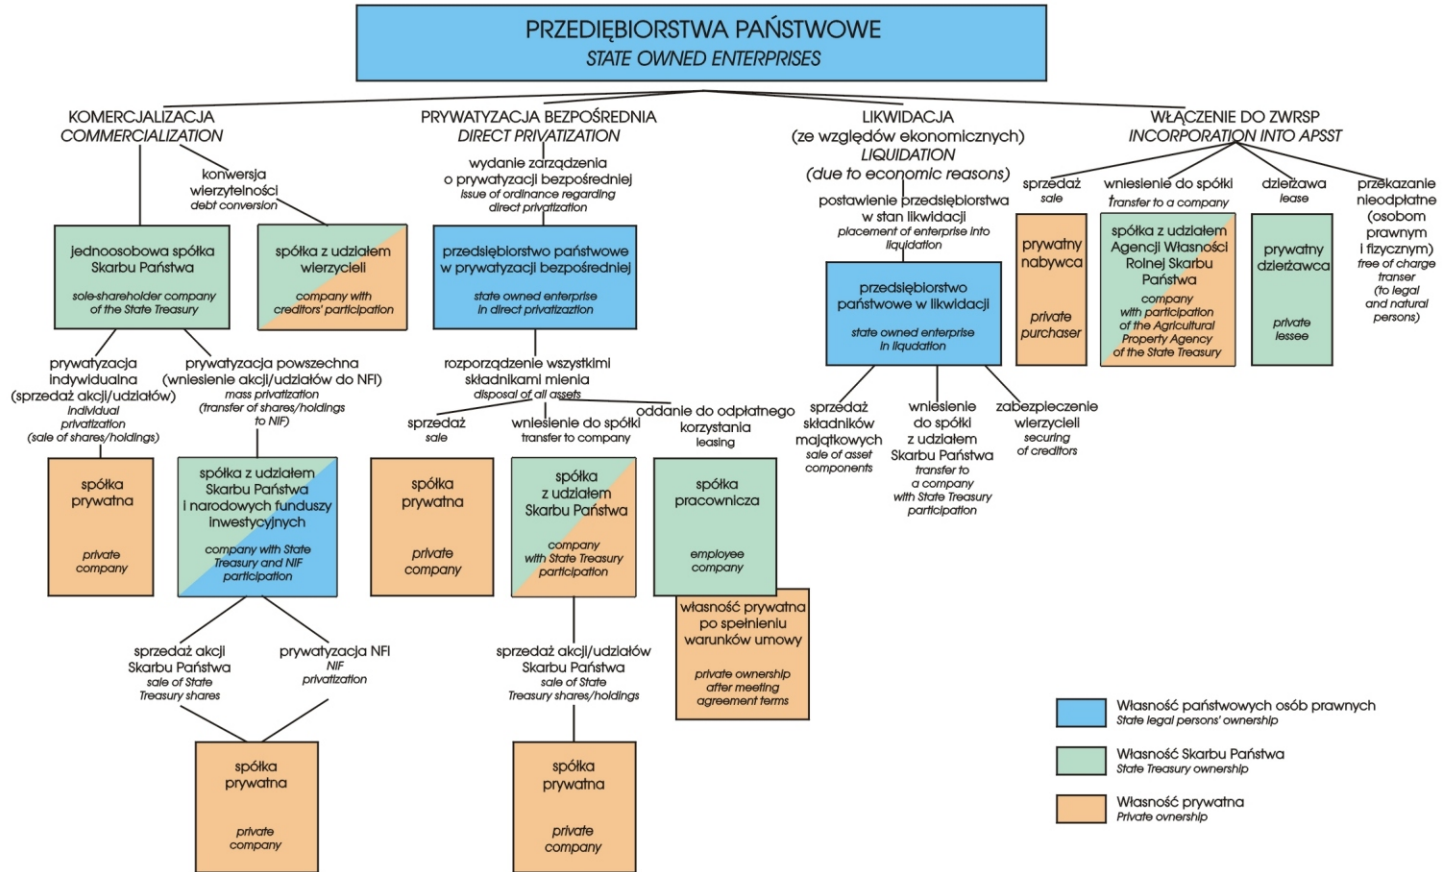 PRZEDIĘBIORSTWA PAŃSTWOWE
STATE OWNED ENTERPRISES
KOMERCJALIZACJA
COMMERCIALIZATION
konwersja
wierzytelności
debt conversion
jednoosobowa spółka
Skarbu Państwa
sole-shareholder company
of the State Treasury
spółka z udziałem
wierzycieli
company with
creditors' participation
prywatyzacja
indywidualna
(sprzedaż akcji/udziałów)
individual
privatization
(sale of shares/holdings)
prywatyzacja powszechna
(wniesienie akcji/udziałów do NFI)
mass privatization
(transfer of shares/holdings
to NIF)
spółka
prywatna
private
company
spółka z udziałem
Skarbu Państwa
i narodowych funduszy
inwestycyjnych
company with State
Treasury and NIF
participation
sprzedaż akcji
Skarbu Państwa
sale of State
Treasury shares
prywatyzacja NFI
NIF
privatization
spółka
prywatna
private
company
PRYWATYZACJA BEZPOŚREDNIA
DIRECT PRIVATIZATION
wydanie zarządzenia
o prywatyzacji bezpośredniej
issue of ordinance regarding
direct privatization
przedsiębiorstwo państwowe
w prywatyzacji bezpośredniej
state owned enterprise
in direct privatizaztion
rozporządzenie wszystkimi
składnikami mienia
disposal of all assets
sprzedaż
sale
wniesienie do spółki
transfer to company
oddanie do odpłatnego
korzystania
leasing
spółka
prywatna
private
company
spółka
z udziałem
Skarbu Państwa
company
with State Treasury
participation
spółka
pracownicza
employee
company
własność prywatna
po spełnieniu
warunków umowy
private ownership
after meeting
agreement terms
sprzedaż akcji/udziałów
Skarbu Państwa
sale of State
Treasury shares/holdings
spółka
prywatna
private
company
LIKWIDACJA
(ze względów ekonomicznych)
LIQUIDATION
(due to economic reasons)
postawienie przedsiębiorstwa
w stan likwidacji
placement of enterprise into
liquidation
przedsiębiorstwo
państwowe w likwidacji
state owned enterprise
in liqudation
sprzedaż
składników
majątkowych
sale of asset
components
wniesienie
do spółki
z udziałem
Skarbu Państwa
transfer to
a company
with State Treasury
participation
zabezpieczenie
wierzycieli
securing
of creditors
WŁĄCZENIE DO ZWRSP
INCORPORATION INTO APSST
sprzedaż
sale
wniesienie do spółki
transfer to a company
dzierżawa
lease
przekazanie
nieodpłatne
(osobom
prawnym
i fizycznym)
free of charge
transer
(to legal
and natural
persons)
prywatny
nabywca
private
purchaser
spółka z udziałem
Agencji Własności
Rolnej Skarbu
Państwa
company
with participation
of the Agricultural
Property Agency
of the State Treasury
prywatny
dzierżawca
private
lessee
Własność państwowych osób prawnych
State legal persons' ownership
Własność Skarbu Państwa
State Treasury ownership
Własność prywatna
Private ownership